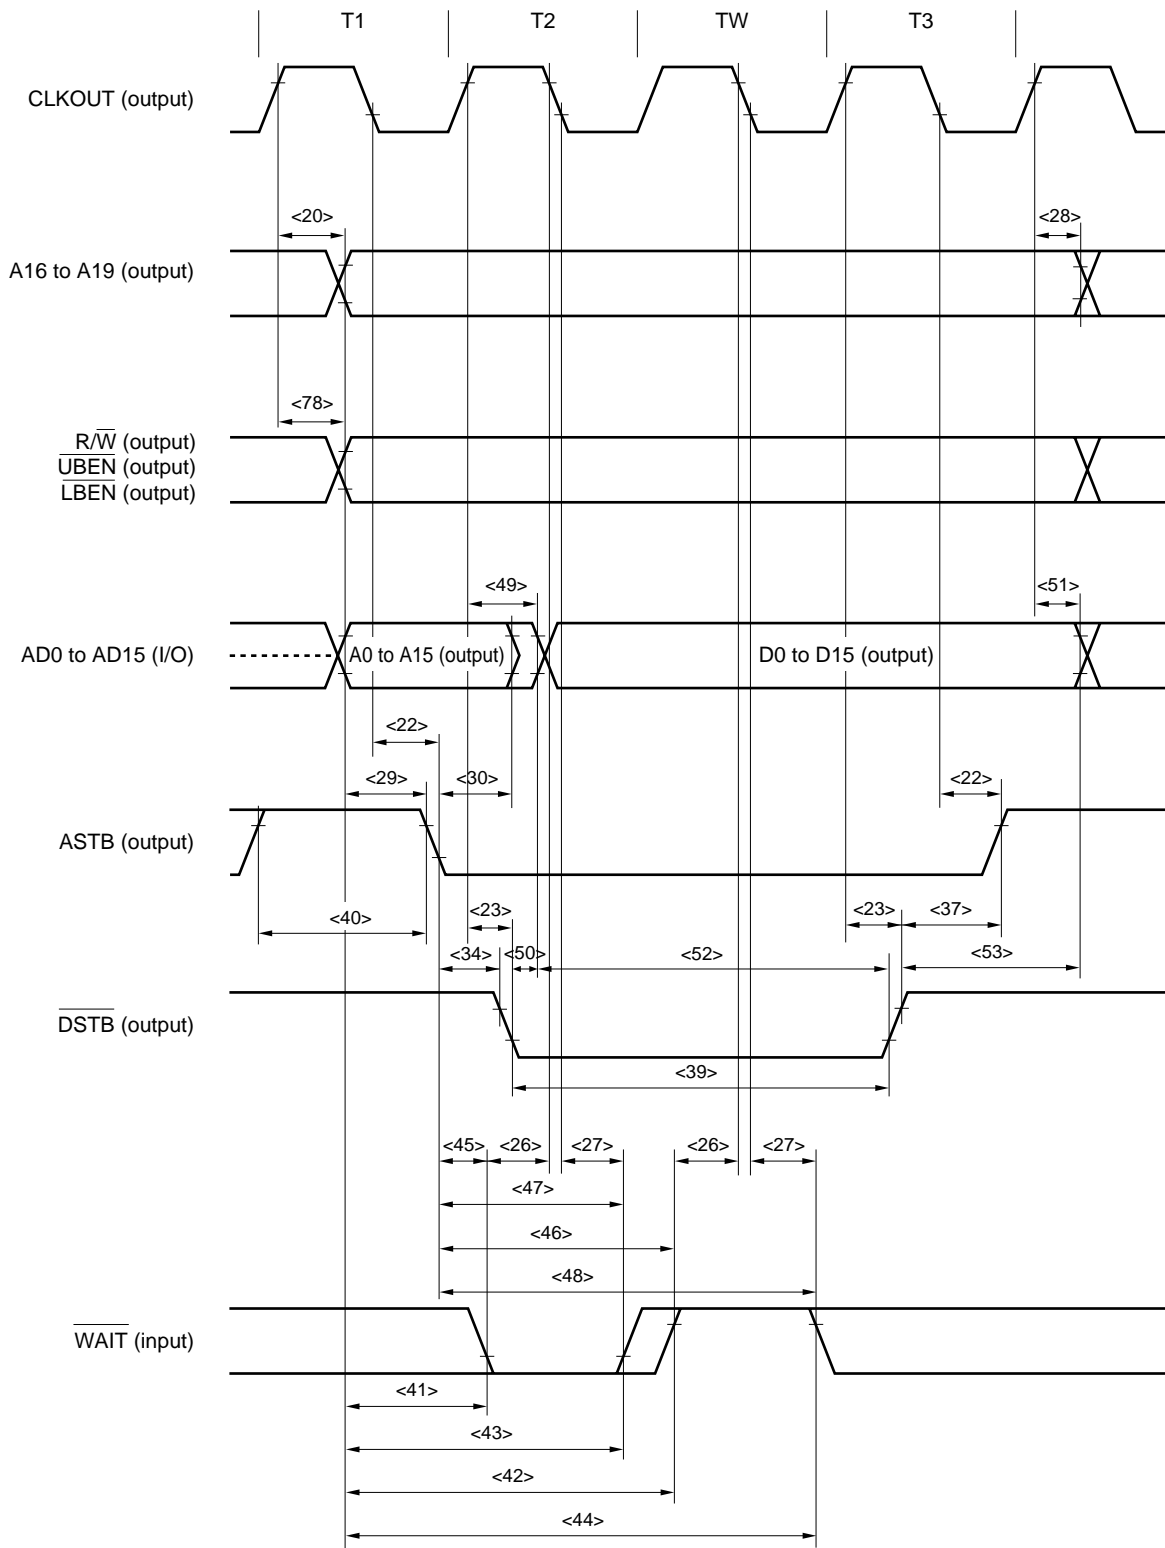 T1 T2 TW T3
CLKOUT (output)
<20> <28>
A16 to A19 (output)
<78>
R/W (output)
UBEN (output)
LBEN (output)
<49> <51>
AD0 to AD15 (I/O) A0 to A15 (output) D0 to D15 (output)
<22>
<29> <30> <22>
ASTB (output)
<40> <23> <23> <37>
<34> <50> <52> <53>
DSTB (output)
<39>
<45> <26> <27> <26> <27>
<47>
<46>
<48>
WAIT (input)
<41>
<43>
<42>
<44>